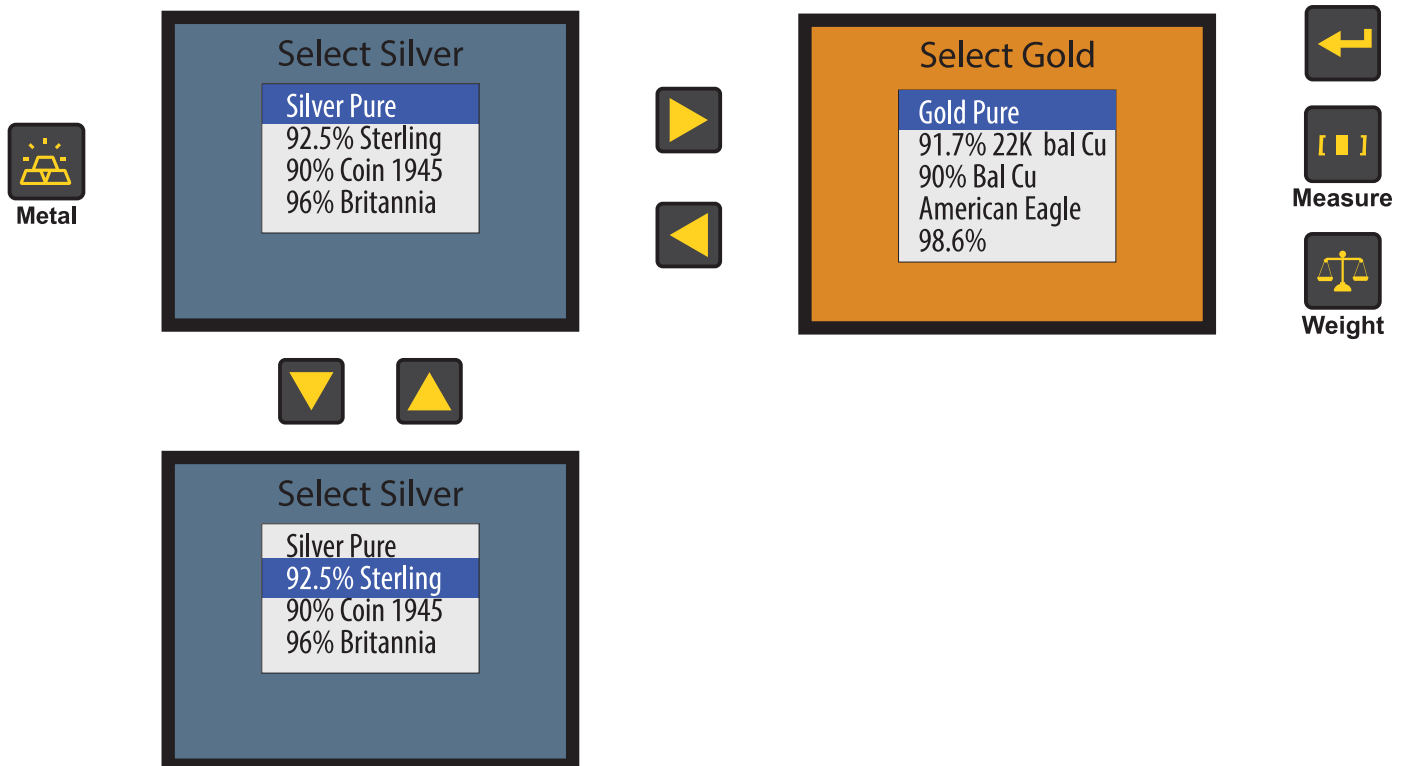 Metal
Select Silver
Silver Pure
92.5% Sterling
90% Coin 1945
96% Britannia
Select Gold
Gold Pure
91.7% 22K bal Cu
90% Bal Cu
American Eagle
98.6%
Measure
Weight
Select Silver
Silver Pure
92.5% Sterling
90% Coin 1945
96% Britannia